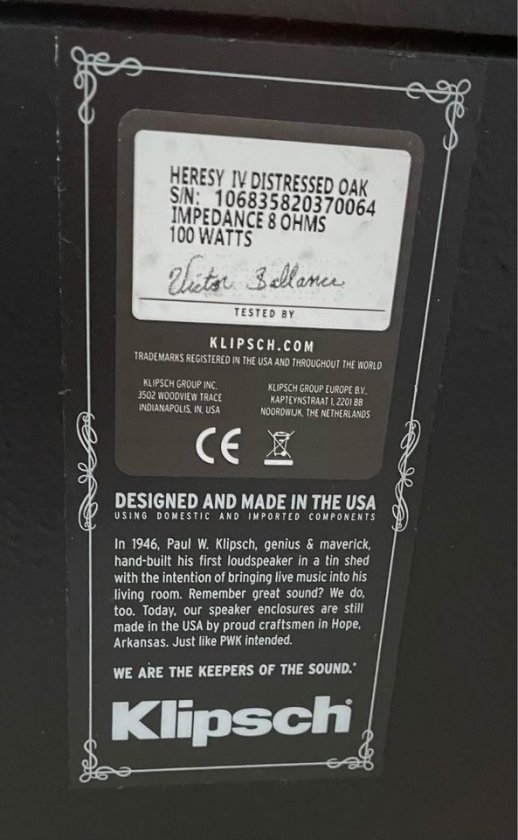 HERESY IV DISTRESSED OAK
S/N: 106835820370064
IMPEDANCE 8 OHMS
100 WATTS
Victor Ballance
TESTED BY
KLIPSCH.COM
TRADEMARKS REGISTERED IN THE USA AND THROUGHOUT THE WORLD
KLIPSCH GROUP INC.
3502 WOODVIEW TRACE
INDIANAPOLIS, IN, USA
KLIPSCH GROUP EUROPE B.V.
KAPTEYNSTRAAT 1, 2201 BB
NOORDWIJK, THE NETHERLANDS
CE
DESIGNED AND MADE IN THE USA
USING DOMESTIC AND IMPORTED COMPONENTS
In 1946, Paul W. Klipsch, genius & maverick,
hand-built his first loudspeaker in a tin shed
with the intention of bringing live music into his
living room. Remember great sound? We do,
too. Today, our speaker enclosures are still
made in the USA by proud craftsmen in Hope,
Arkansas. Just like PWK intended.
WE ARE THE KEEPERS OF THE SOUND.®
Klipsch®